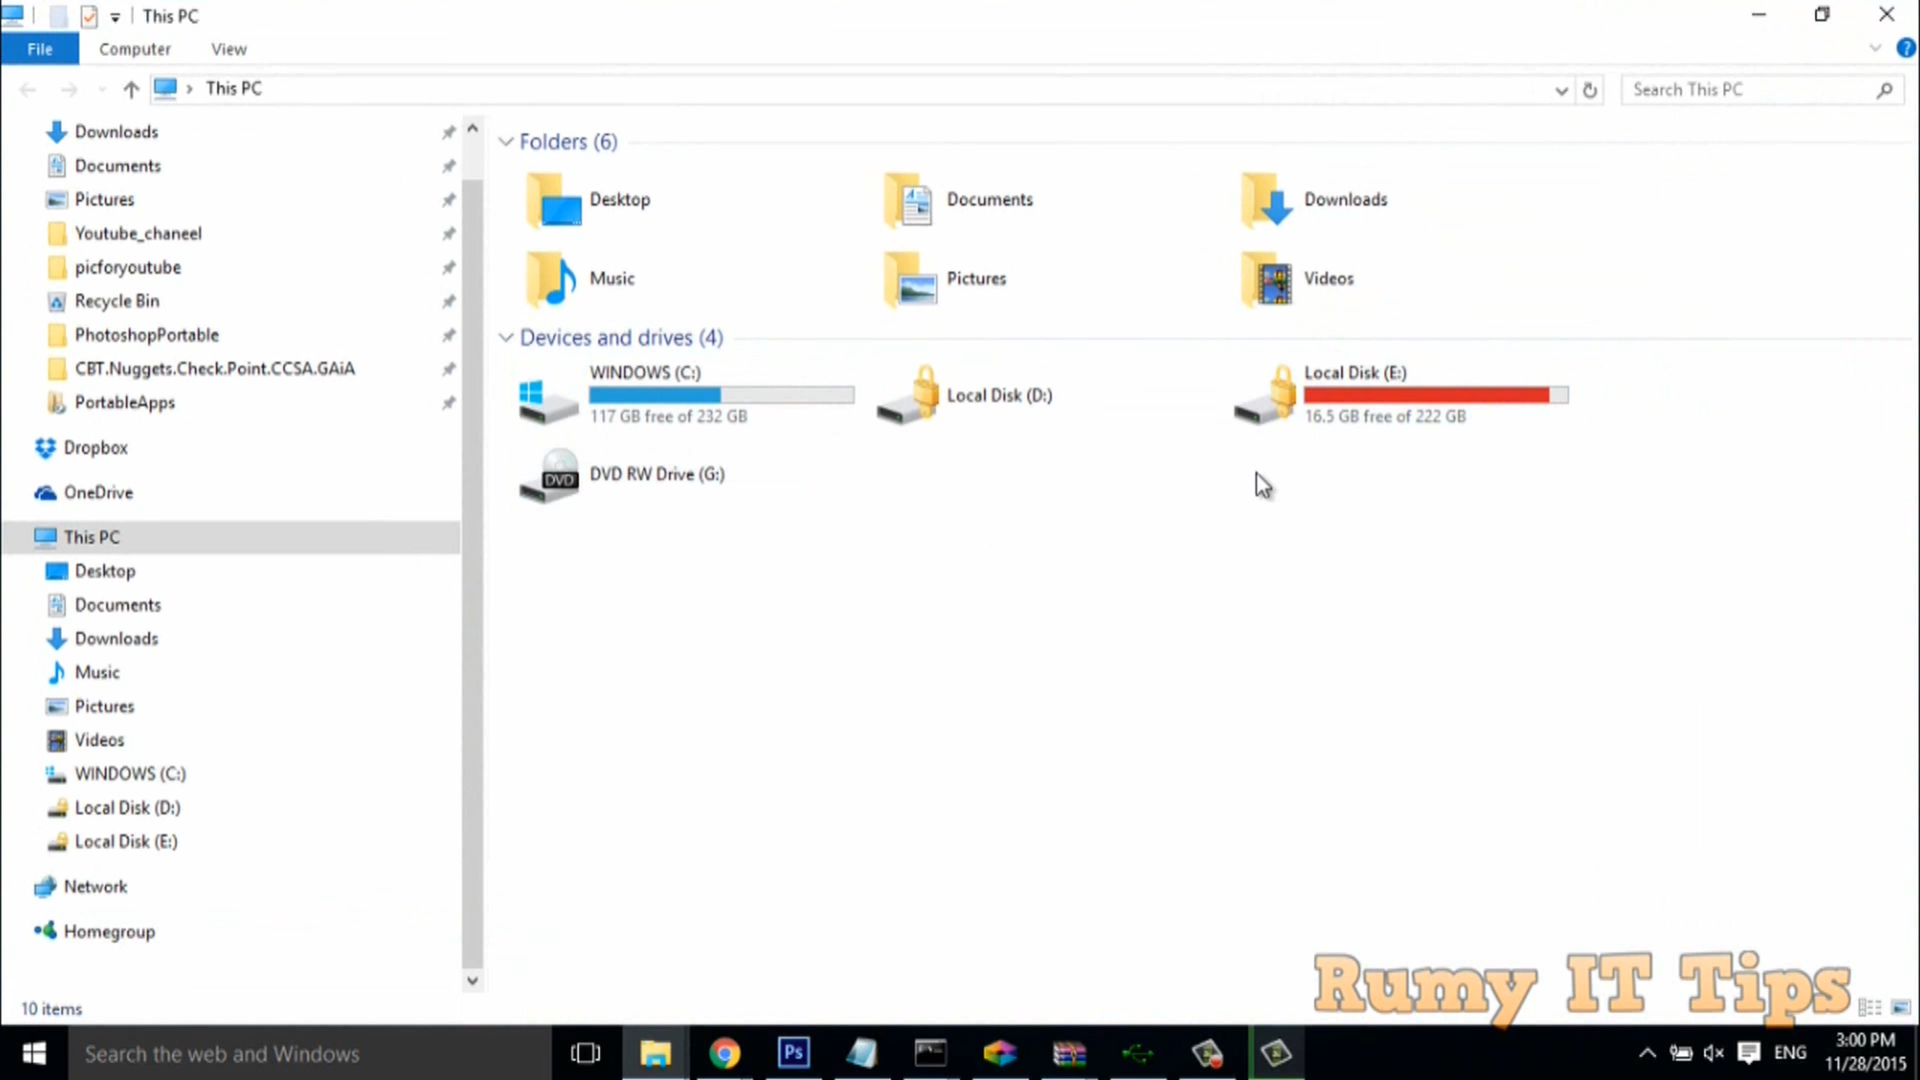 This PC
File Computer View
This PC
Search This PC
Downloads
Documents
Pictures
Youtube_chaneel
picforyoutube
Recycle Bin
PhotoshopPortable
CBT.Nuggets.Check.Point.CCSA.GAiA
PortableApps
Dropbox
OneDrive
This PC
Desktop
Documents
Downloads
Music
Pictures
Videos
WINDOWS (C:)
Local Disk (D:)
Local Disk (E:)
Network
Homegroup
Folders (6)
Desktop
Documents
Downloads
Music
Pictures
Videos
Devices and drives (4)
WINDOWS (C:)
117 GB free of 232 GB
Local Disk (D:)
Local Disk (E:)
16.5 GB free of 222 GB
DVD
DVD RW Drive (G:)
10 items
Rumy IT Tips
Search the web and Windows
Ps
ENG
3:00 PM
11/28/2015